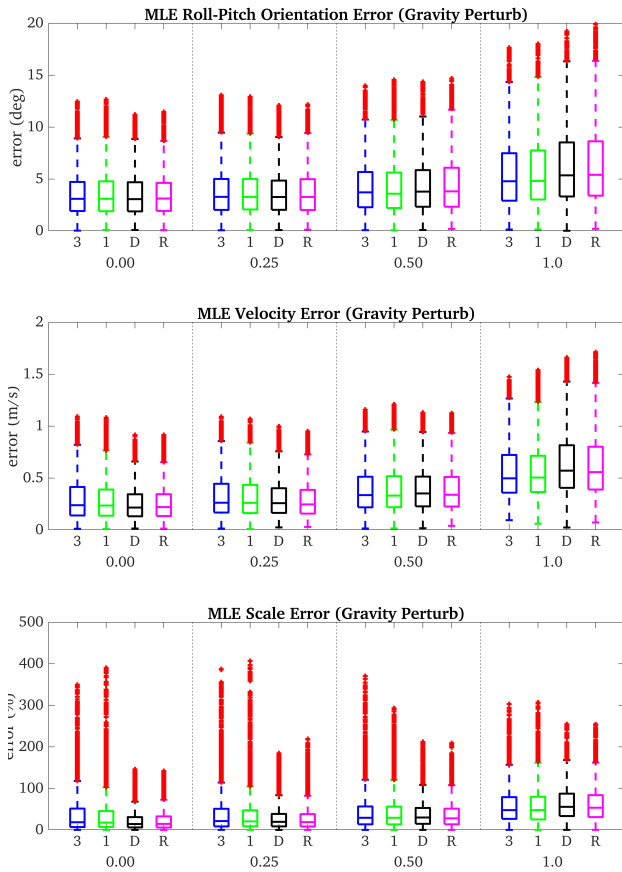 MLE Roll-Pitch Orientation Error (Gravity Perturb)
20
15
10
5
0
error (deg)
3 1 D R 3 1 D R 3 1 D R 3 1 D R
0.00 0.25 0.50 1.0
MLE Velocity Error (Gravity Perturb)
2
1.5
1
0.5
0
error (m/s)
3 1 D R 3 1 D R 3 1 D R 3 1 D R
0.00 0.25 0.50 1.0
MLE Scale Error (Gravity Perturb)
500
400
300
200
100
0
error (%)
3 1 D R 3 1 D R 3 1 D R 3 1 D R
0.00 0.25 0.50 1.0